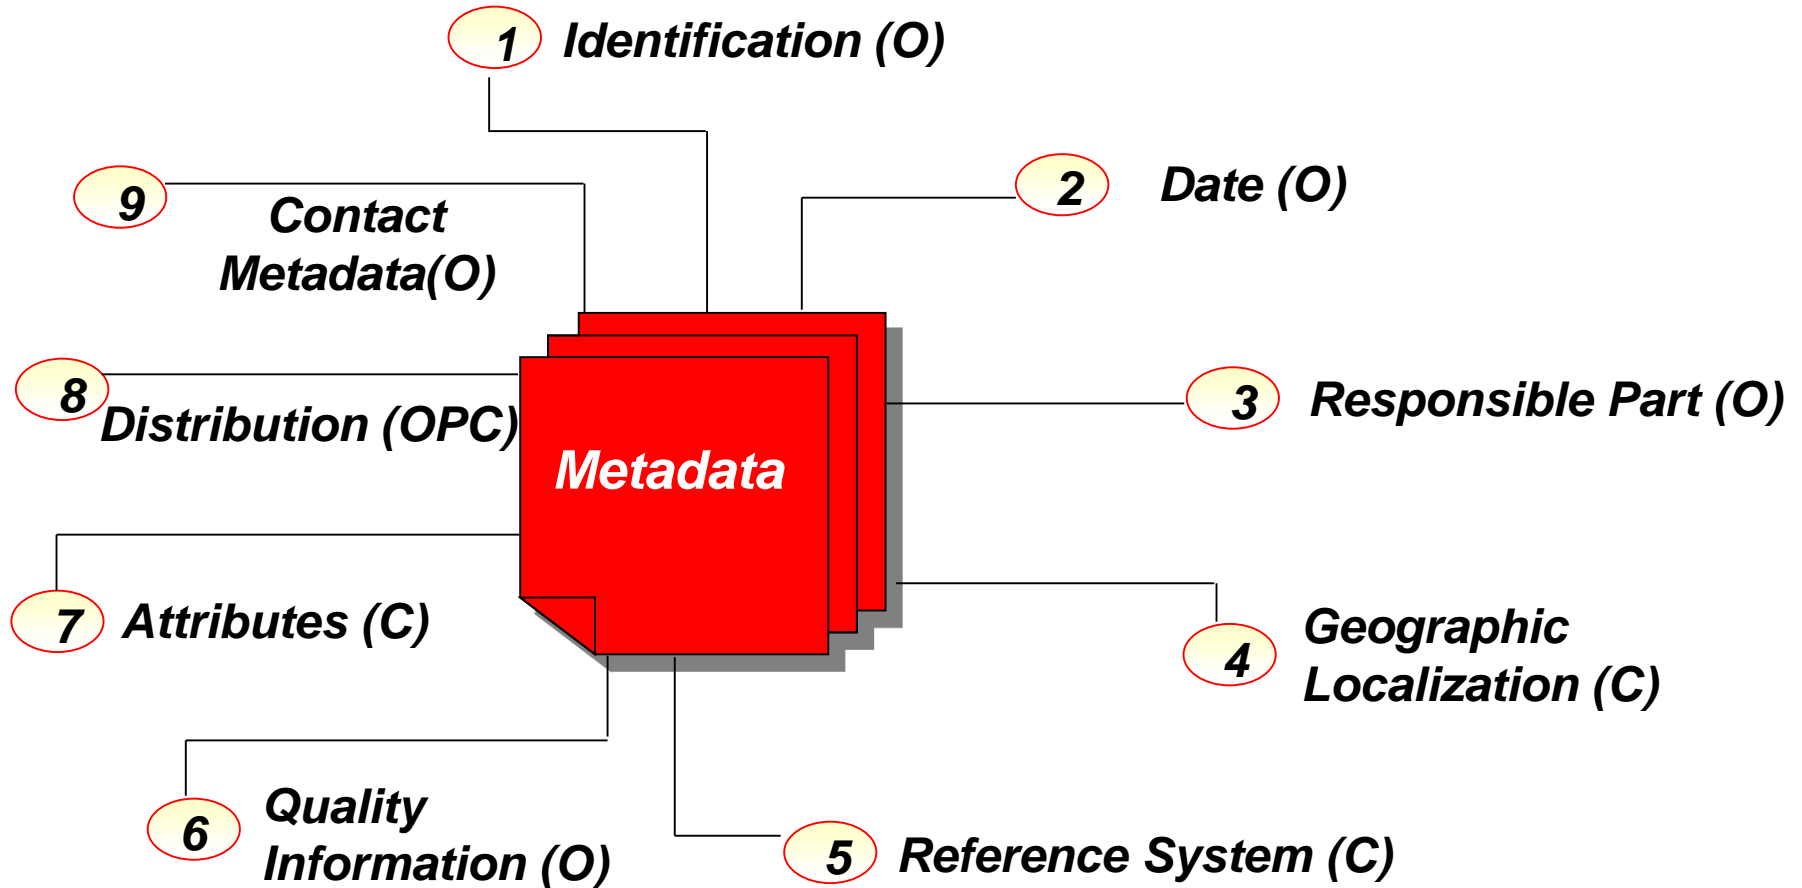 1 Identification (O)
2 Date (O)
3 Responsible Part (O)
4 Geographic
Localization (C)
5 Reference System (C)
6 Quality
Information (O)
7 Attributes (C)
8 Distribution (OPC)
9 Contact
Metadata(O)
Metadata